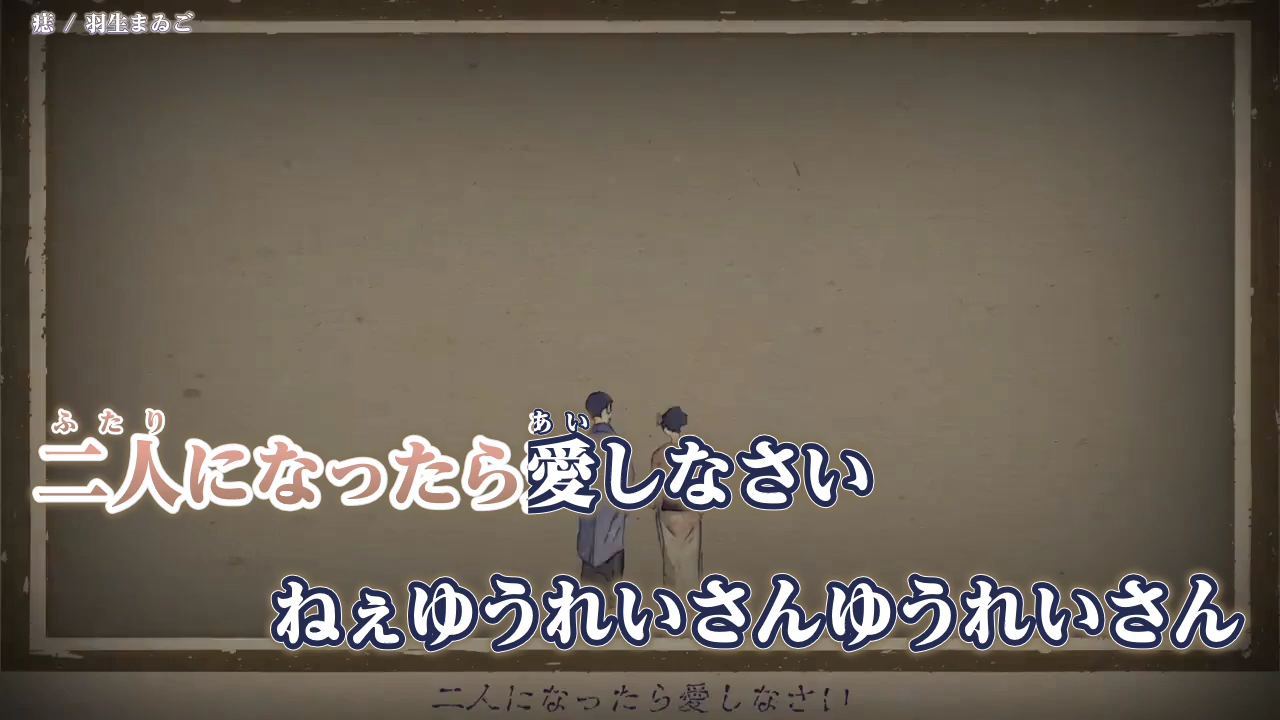 痣 / 羽生まゐご
ふたり あい
二人になったら愛しなさい
ねぇゆうれいさんゆうれいさん
二人になったら愛しなさい